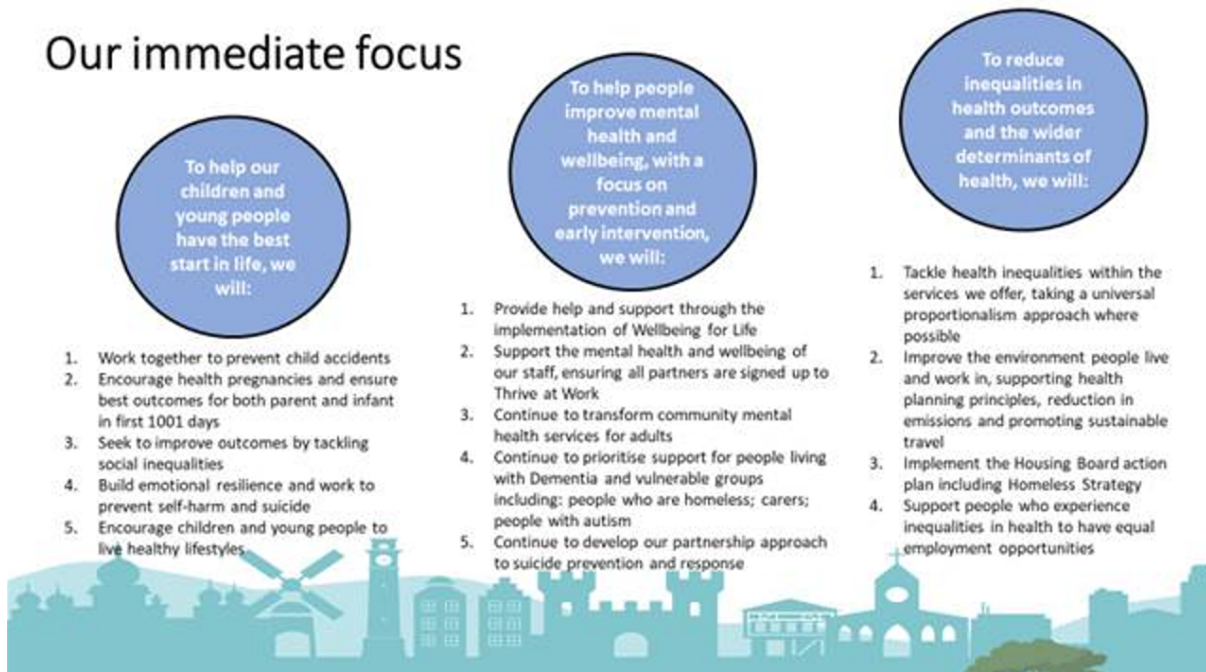 Our immediate focus
To help our
children and
young people
have the best
start in life, we
will:
1. Work together to prevent child accidents
2. Encourage health pregnancies and ensure
best outcomes for both parent and infant
in first 1001 days
3. Seek to improve outcomes by tackling
social inequalities
4. Build emotional resilience and work to
prevent self-harm and suicide
5. Encourage children and young people to
live healthy lifestyles
To help people
improve mental
health and
wellbeing, with a
focus on
prevention and
early intervention,
we will:
1. Provide help and support through the
implementation of Wellbeing for Life
2. Support the mental health and wellbeing of
our staff, ensuring all partners are signed up to
Thrive at Work
3. Continue to transform community mental
health services for adults
4. Continue to prioritise support for people living
with Dementia and vulnerable groups
including: people who are homeless; carers;
people with autism
5. Continue to develop our partnership approach
to suicide prevention and response
To reduce
inequalities in
health outcomes
and the wider
determinants of
health, we will:
1. Tackle health inequalities within the
services we offer, taking a universal
proportionalism approach where
possible
2. Improve the environment people live
and work in, supporting health
planning principles, reduction in
emissions and promoting sustainable
travel
3. Implement the Housing Board action
plan including Homeless Strategy
4. Support people who experience
inequalities in health to have equal
employment opportunities